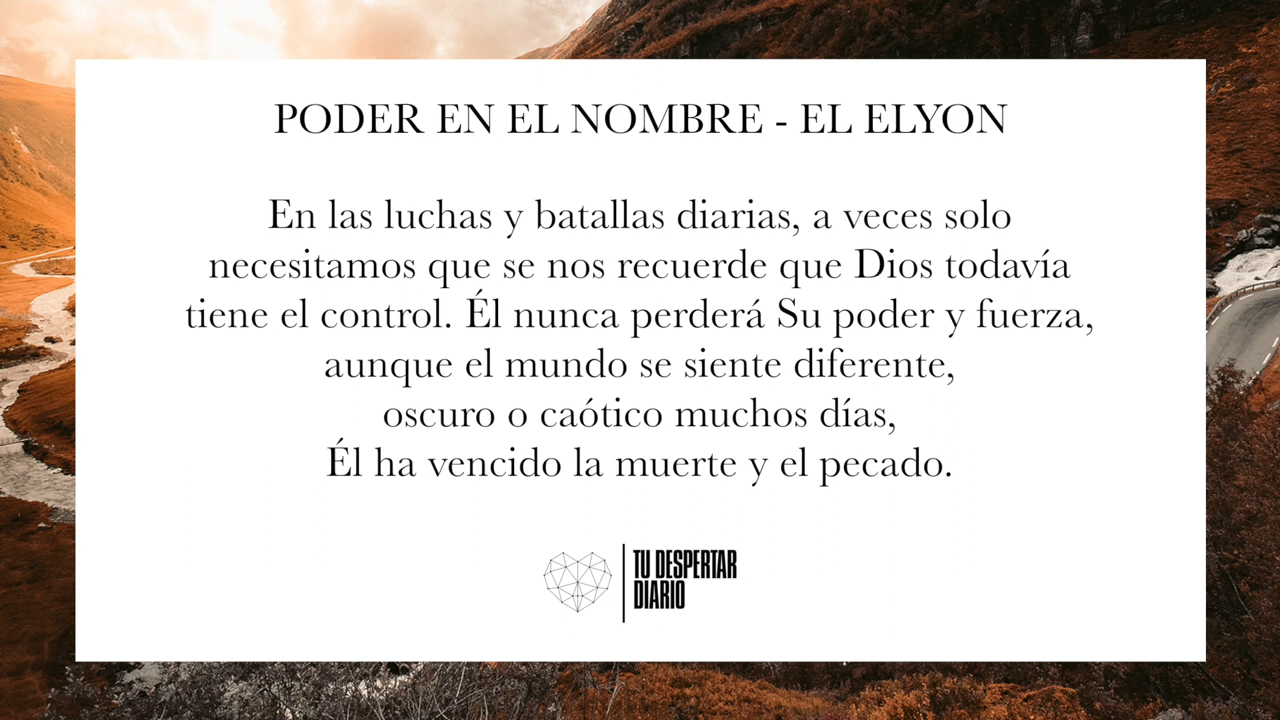 PODER EN EL NOMBRE - EL ELYON
En las luchas y batallas diarias, a veces solo
necesitamos que se nos recuerde que Dios todavía
tiene el control. Él nunca perderá Su poder y fuerza,
aunque el mundo se siente diferente,
oscuro o caótico muchos días,
Él ha vencido la muerte y el pecado.
TU DESPERTAR
DIARIO